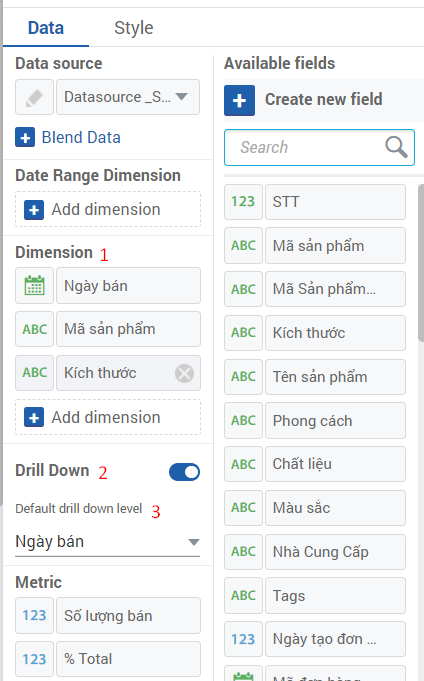 Data Style
Data source
Datasource _S...
Blend Data
Date Range Dimension
Add dimension
Dimension 1
Ngày bán
ABC Mã sản phẩm
ABC Kích thước
Add dimension
Drill Down 2
Default drill down level 3
Ngày bán
Metric
123 Số lượng bán
123 % Total
Available fields
Create new field
Search
123 STT
ABC Mã sản phẩm
ABC Mã Sản phẩm...
ABC Kích thước
ABC Tên sản phẩm
ABC Phong cách
ABC Chất liệu
ABC Màu sắc
ABC Nhà Cung Cấp
ABC Tags
123 Ngày tạo đơn ...
Mã đơn hàng